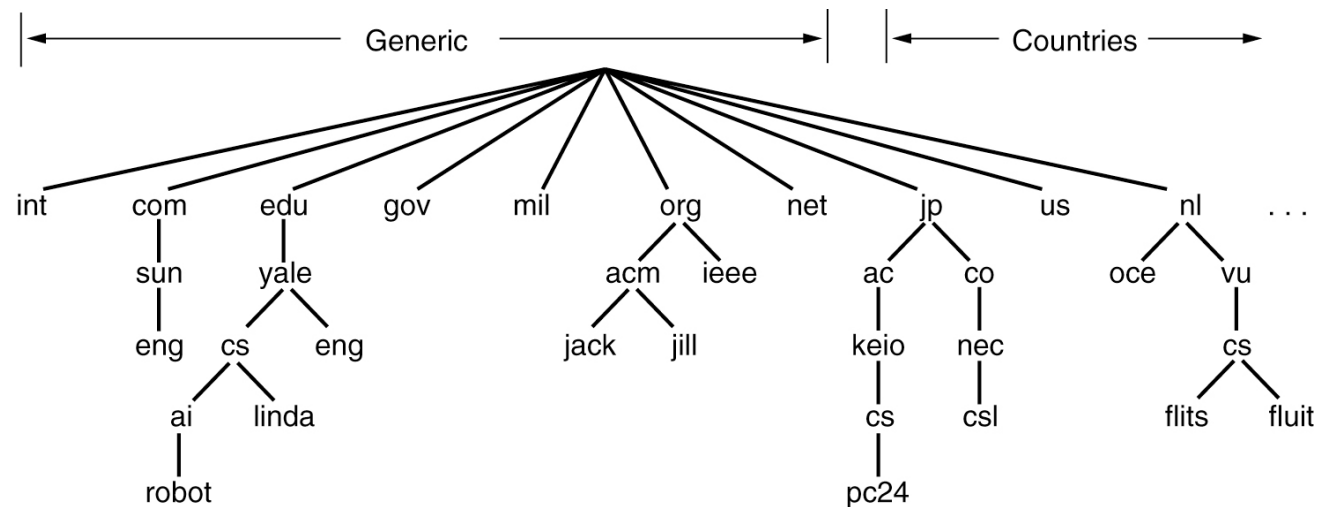 Generic Countries
int com edu gov mil org net jp us nl . . .
sun yale acm ieee ac co oce vu
eng cs eng jack jill keio nec cs
ai linda cs csl flits fluit
robot pc24